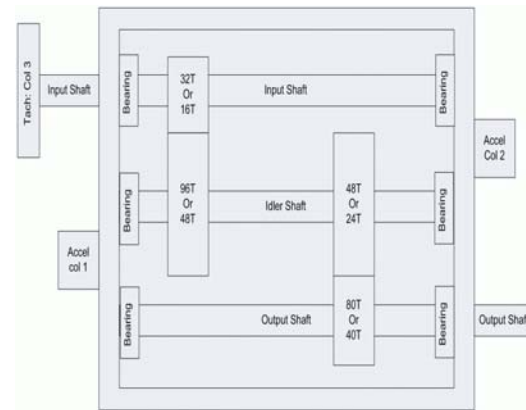 Tach: Col 3
Input Shaft
Bearing
32T
Or
16T
Input Shaft
Bearing
Accel
Col 2
Bearing
96T
Or
48T
Idler Shaft
48T
Or
24T
Bearing
Accel
col 1
Bearing
Output Shaft
80T
Or
40T
Bearing
Output Shaft